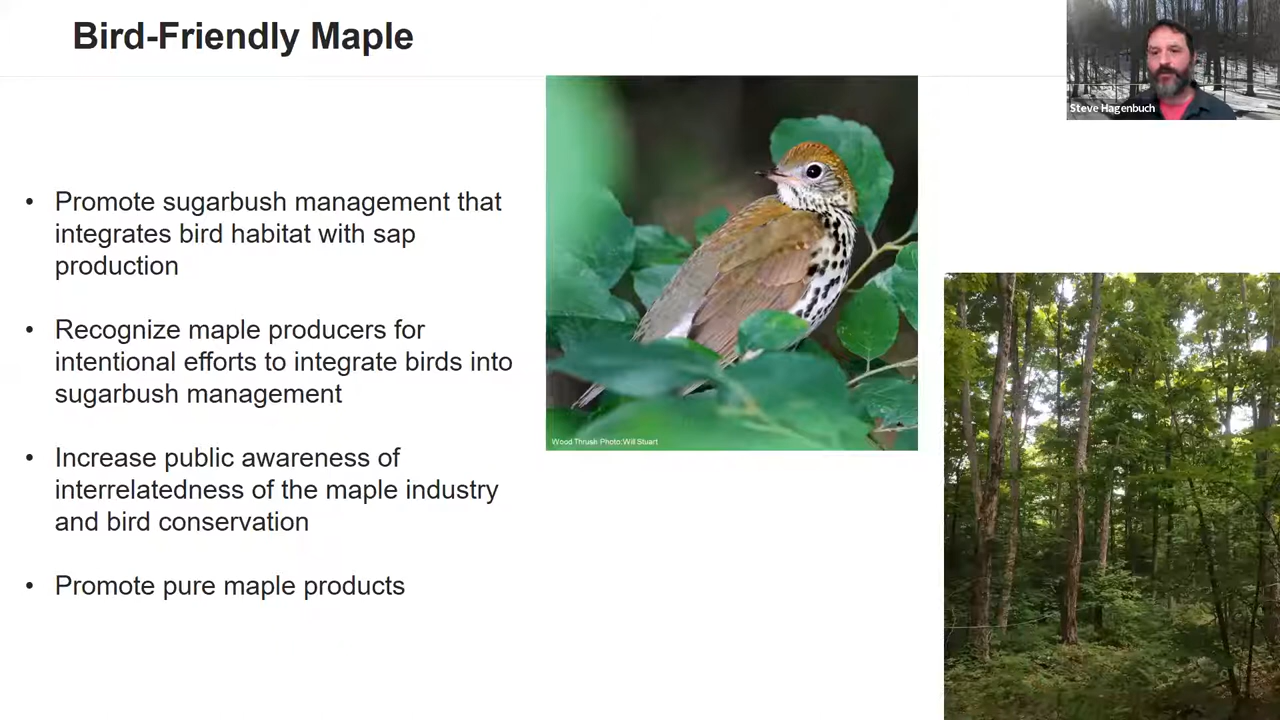 Bird-Friendly Maple
Steve Hagenbuch
• Promote sugarbush management that
integrates bird habitat with sap
production
• Recognize maple producers for
intentional efforts to integrate birds into
sugarbush management
• Increase public awareness of
interrelatedness of the maple industry
and bird conservation
• Promote pure maple products
Wood Thrush Photo:Will Stuart